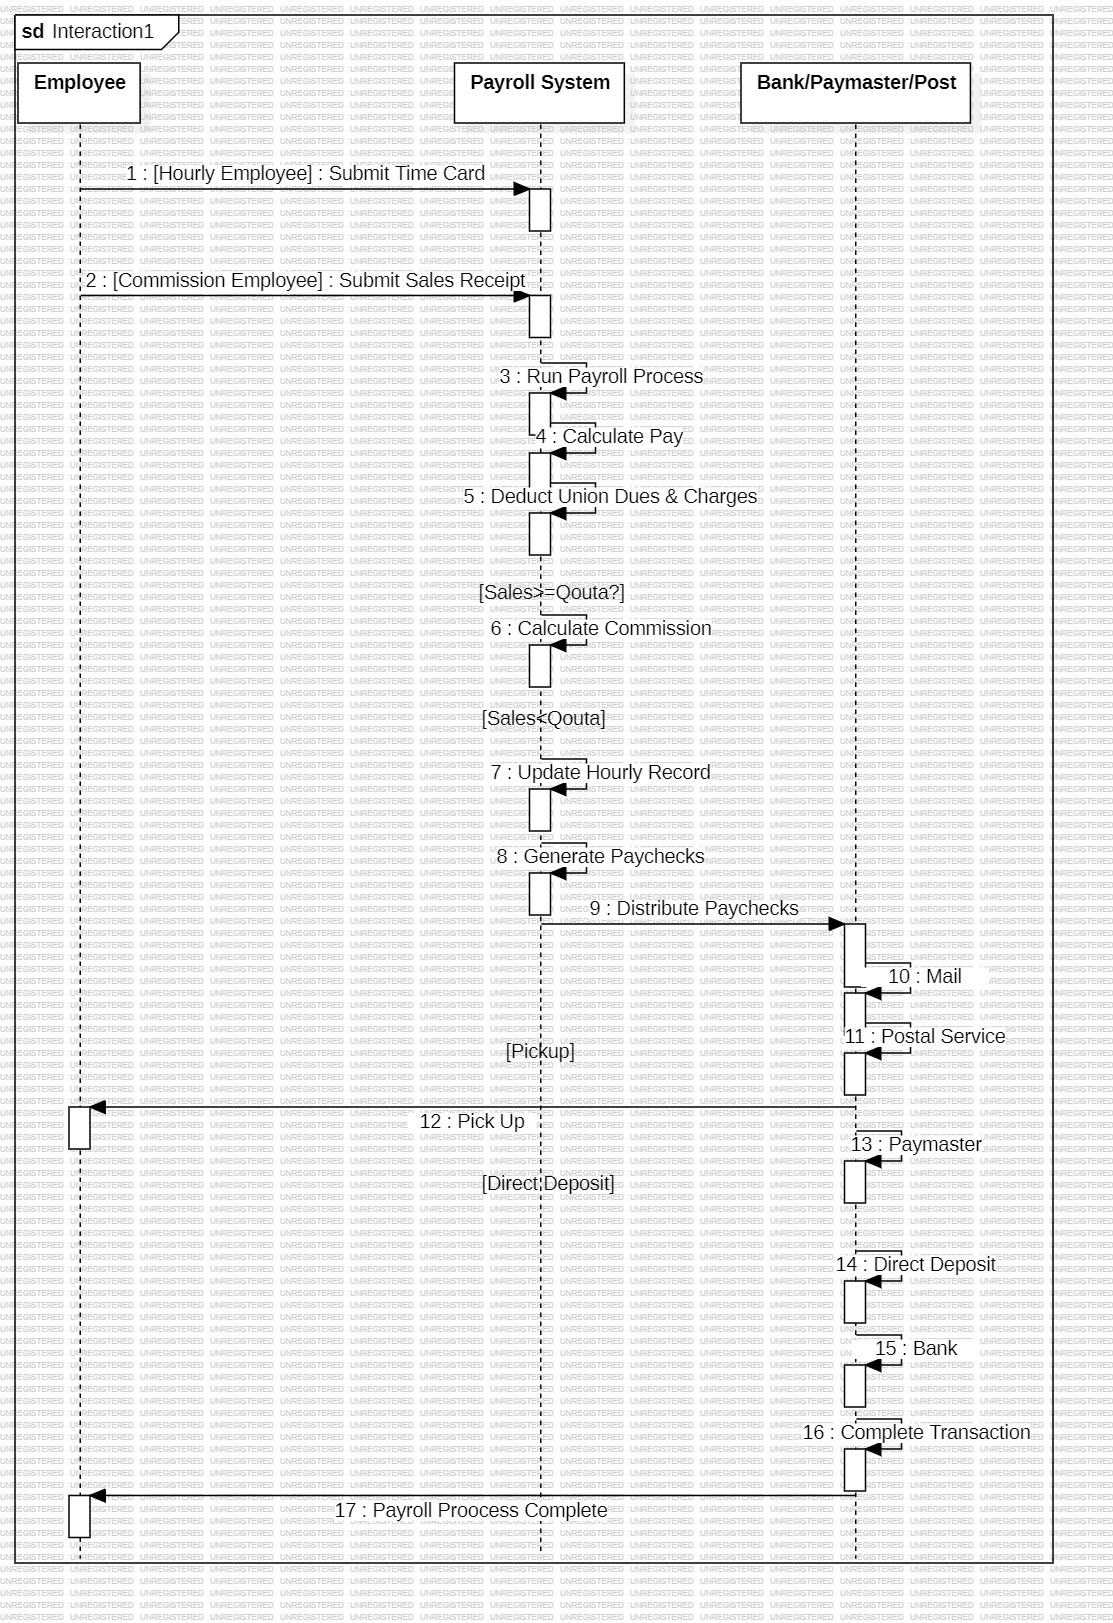 sd Interaction1
Employee
Payroll System
Bank/Paymaster/Post
1 : [Hourly Employee] : Submit Time Card
2 : [Commission Employee] : Submit Sales Receipt
3 : Run Payroll Process
4 : Calculate Pay
5 : Deduct Union Dues & Charges
[Sales>=Qouta?]
6 : Calculate Commission
[Sales<Qouta]
7 : Update Hourly Record
8 : Generate Paychecks
9 : Distribute Paychecks
10 : Mail
11 : Postal Service
[Pickup]
12 : Pick Up
13 : Paymaster
[Direct Deposit]
14 : Direct Deposit
15 : Bank
16 : Complete Transaction
17 : Payroll Proocess Complete
UNREGISTERED